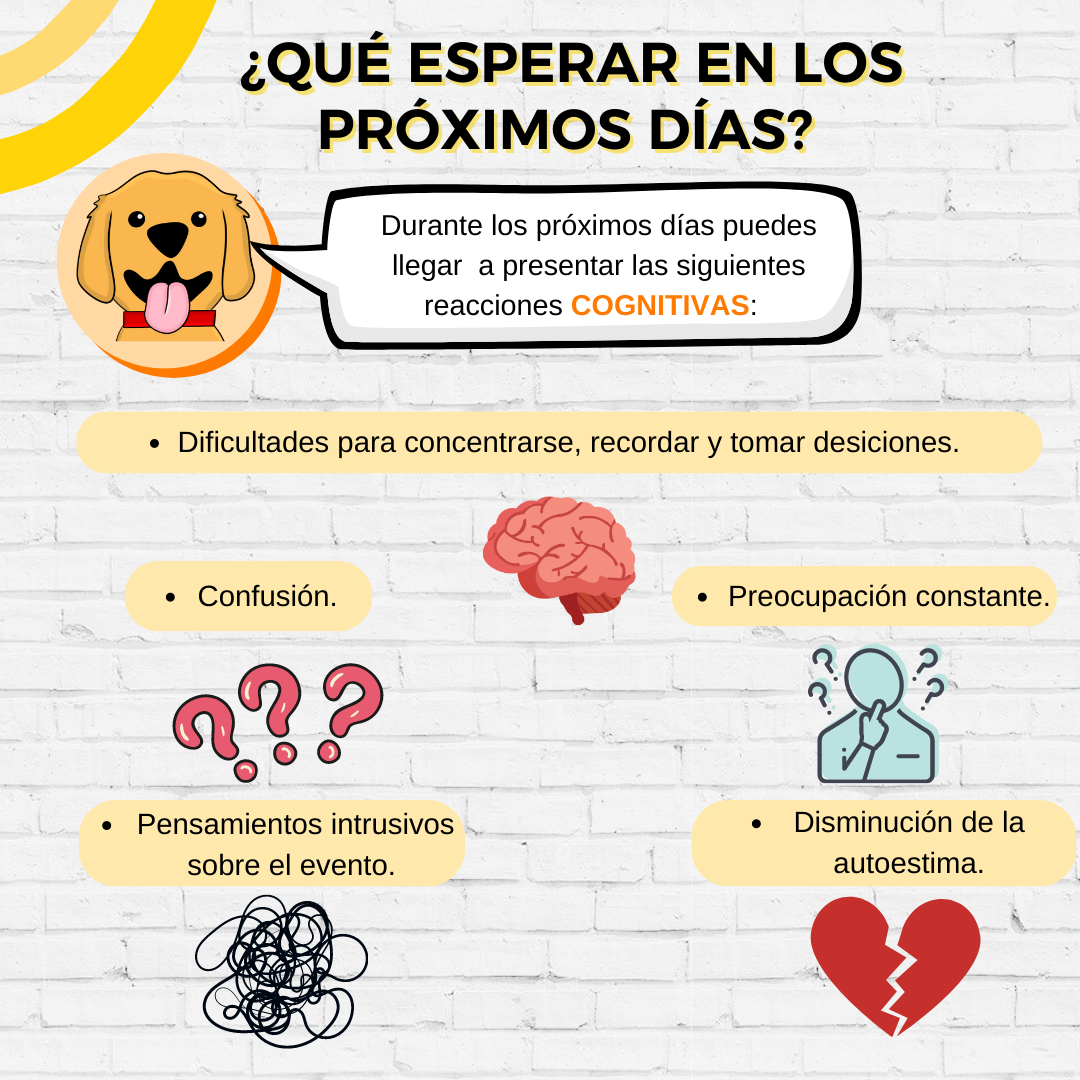 ¿QUÉ ESPERAR EN LOS
PRÓXIMOS DÍAS?
Durante los próximos días puedes
llegar a presentar las siguientes
reacciones COGNITIVAS:
• Dificultades para concentrarse, recordar y tomar desiciones.
• Confusión.
• Preocupación constante.
• Pensamientos intrusivos
sobre el evento.
• Disminución de la
autoestima.